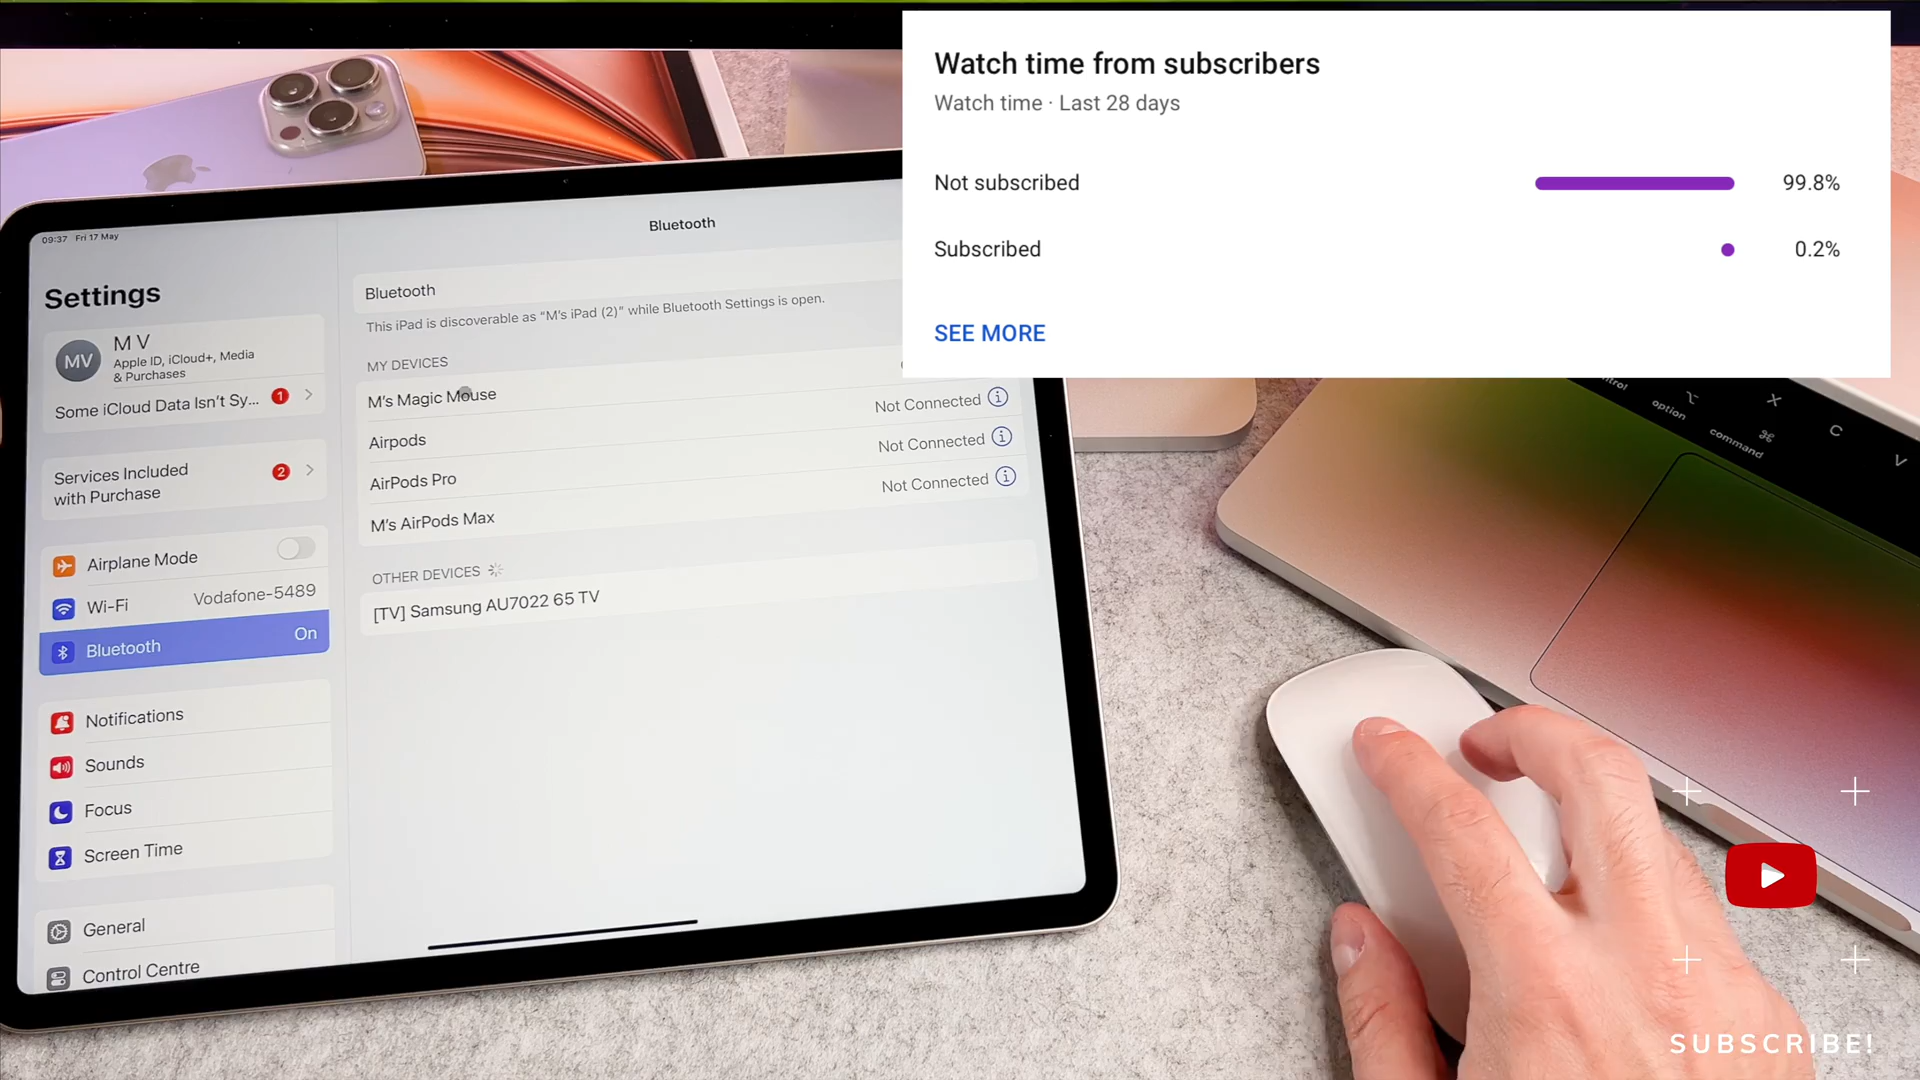 Watch time from subscribers
Watch time · Last 28 days
Not subscribed 99.8%
Subscribed 0.2%
SEE MORE
09:37 Fri 17 May
Settings
MV
M V
Apple ID, iCloud+, Media
& Purchases
Some iCloud Data Isn't Sy... 1
Services Included
with Purchase
2
Airplane Mode
Wi-Fi Vodafone-5489
Bluetooth On
Notifications
Sounds
Focus
Screen Time
General
Control Centre
Bluetooth
Bluetooth
This iPad is discoverable as “M's iPad (2)” while Bluetooth Settings is open.
MY DEVICES
M's Magic Mouse
Airpods Not Connected
AirPods Pro Not Connected
M's AirPods Max Not Connected
OTHER DEVICES
[TV] Samsung AU7022 65 TV
option
command
X
C
V
SUBSCRIBE!